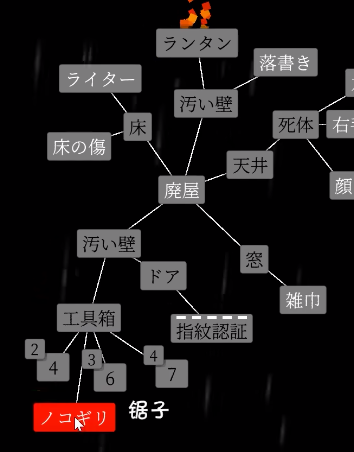 ランタン
落書き
ライター
汚い壁
床
死体
床の傷
天井
顔
廃屋
汚い壁
窓
ドア
雑巾
工具箱
指紋認証
2
4
3
6
4
7
ノコギリ
锯子